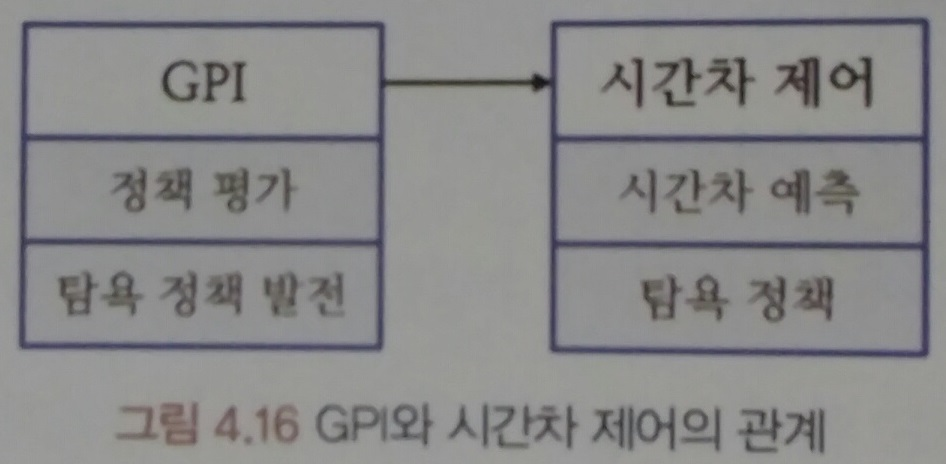 GPI
시간차 제어
정책 평가
시간차 예측
탐욕 정책 발전
탐욕 정책
그림 4.16 GPI와 시간차 제어의 관계